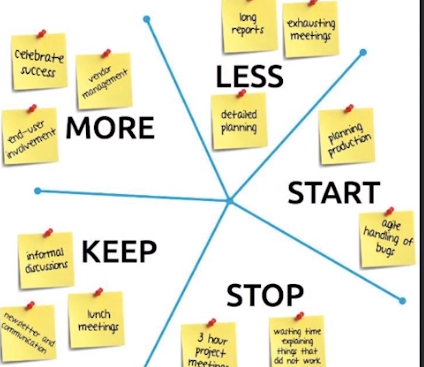 long
reports
exhausting
meetings
LESS
detailed
planning
celebrate
success
vendor
management
end-user
involvement
MORE
planning
production
START
agile
handling of
bugs
KEEP
informal
discussions
newsletter and
communication
lunch
meetings
STOP
3 hour
project
meetings
wasting time
explaining
things that
did not work